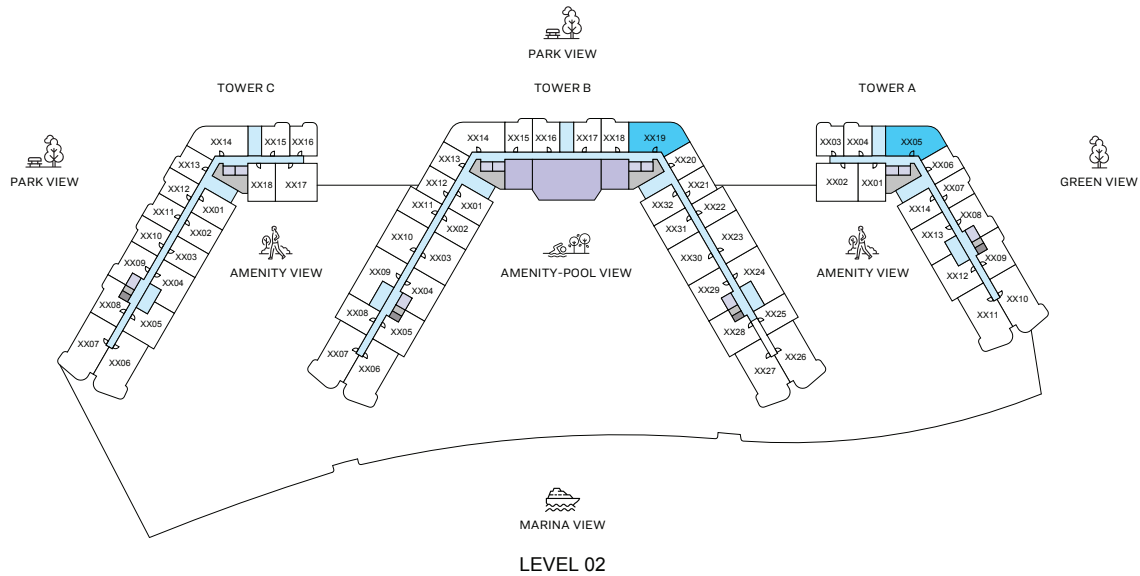 PARK VIEW
TOWER C
TOWER B
TOWER A
PARK VIEW
GREEN VIEW
XX14
XX15
XX16
XX13
XX12
XX11
XX10
XX09
XX08
XX07
XX06
XX05
XX04
XX03
XX02
XX01
XX18
XX17
AMENITY VIEW
XX14
XX15
XX16
XX17
XX18
XX19
XX13
XX12
XX11
XX10
XX09
XX08
XX07
XX06
XX05
XX04
XX03
XX02
XX01
XX20
XX21
XX22
XX23
XX24
XX25
XX26
XX27
XX28
XX29
XX30
XX31
XX32
AMENITY-POOL VIEW
XX03
XX04
XX05
XX02
XX01
XX06
XX07
XX08
XX09
XX10
XX11
XX12
XX13
XX14
AMENITY VIEW
MARINA VIEW
LEVEL 02